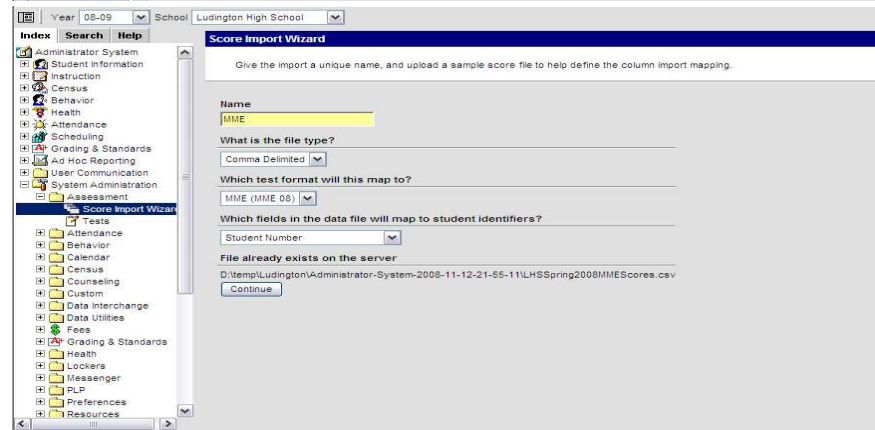 Year 08-09 School Ludington High School
Index Search Help
Administrator System
Student Information
Instruction
Census
Behavior
Health
Attendance
Scheduling
Grading & Standards
Ad Hoc Reporting
User Communication
System Administration
Assessment
Score Import Wizar
Tests
Attendance
Behavior
Calendar
Census
Counseling
Custom
Data Interchange
Data Utilities
Fees
Grading & Standards
Health
Lockers
Messenger
PLP
Preferences
Resources
Score Import Wizard
Give the import a unique name, and upload a sample score file to help define the column import mapping.
Name
MME
What is the file type?
Comma Delimited
Which test format will this map to?
MME (MME 08)
Which fields in the data file will map to student identifiers?
Student Number
File already exists on the server
D:\temp\Ludington\Administrator-System-2008-11-12-21-55-11\LHSSpring2008MMEScores.csv
Continue